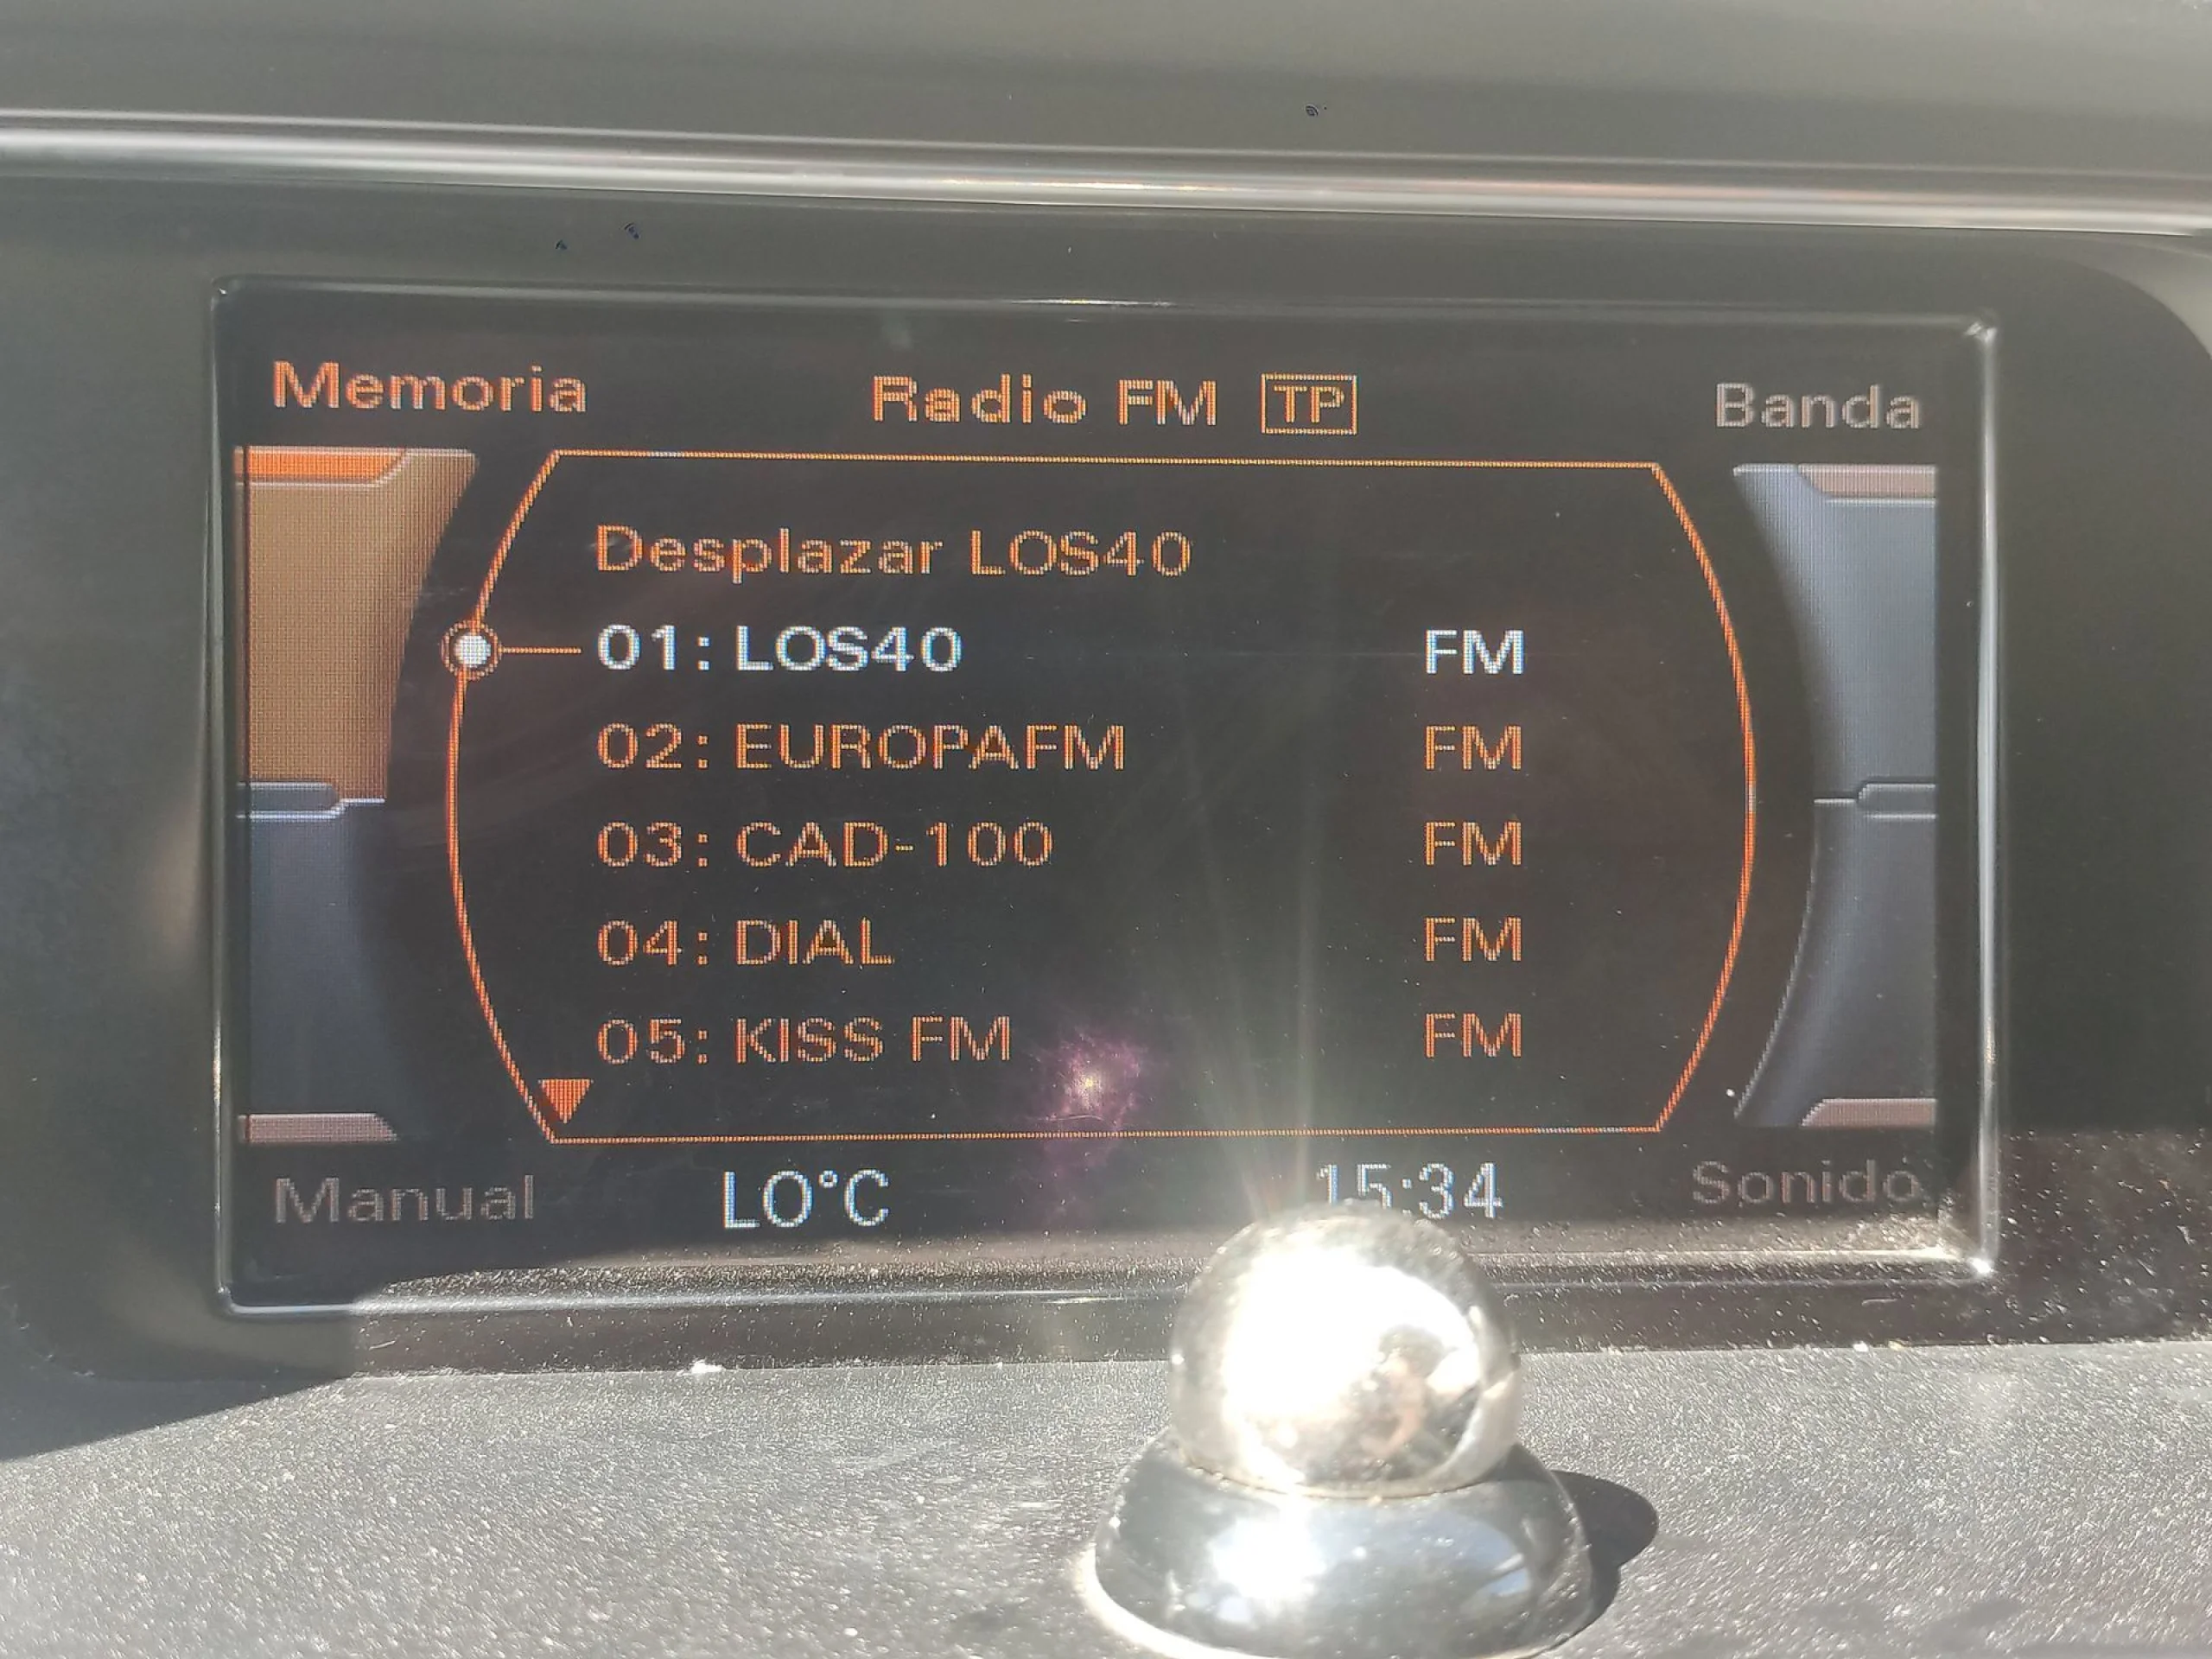 Memoria Radio FM TP Banda
Desplazar LOS40
01: LOS40 FM
02: EUROPAFM FM
03: CAD-100 FM
04: DIAL FM
05: KISS FM FM
Manual LO°C 15:34 Sonido